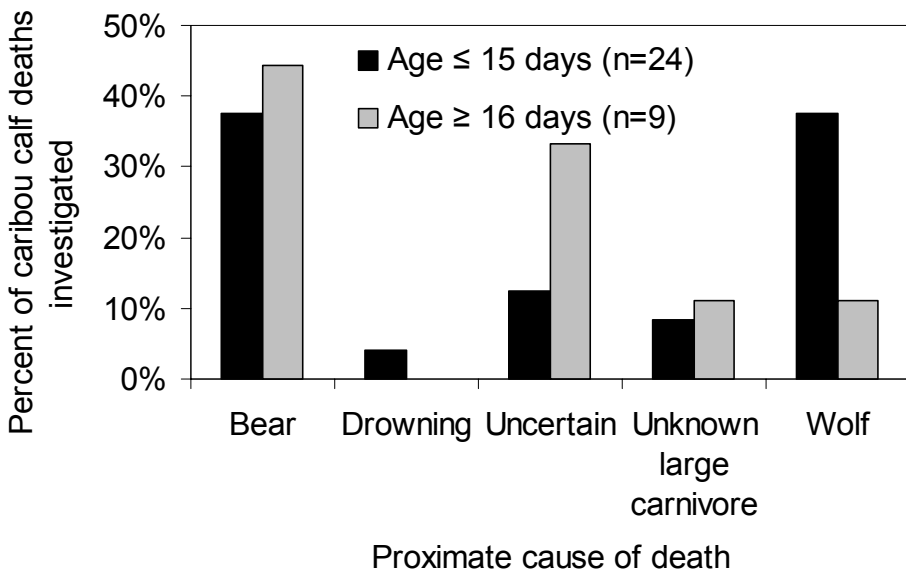 Percent of caribou calf deaths
investigated
50%
40%
30%
20%
10%
0%
Age ≤ 15 days (n=24)
Age ≥ 16 days (n=9)
Bear
Drowning
Uncertain
Unknown
large
carnivore
Wolf
Proximate cause of death